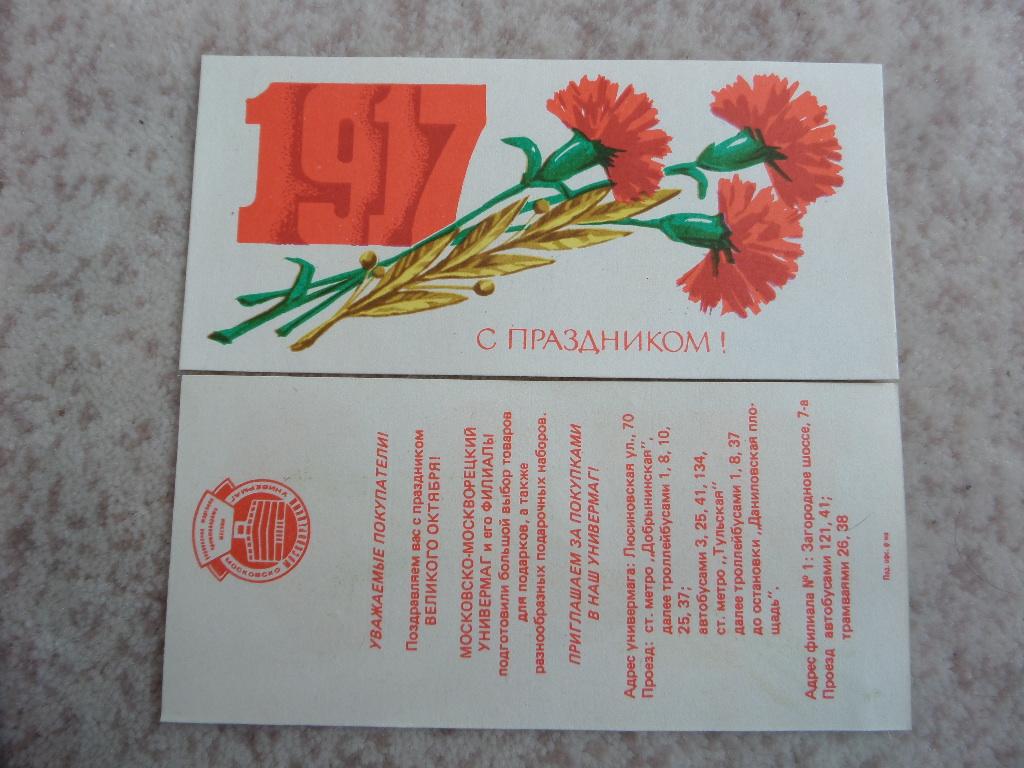 1917
С ПРАЗДНИКОМ!
МОСКОВСКО
УНИВЕРМАГ
УВАЖАЕМЫЕ ПОКУПАТЕЛИ!
Поздравляем вас с праздником
ВЕЛИКОГО ОКТЯБРЯ!
МОСКОВСКО-МОСКВОРЕЦКИЙ
УНИВЕРМАГ И его ФИЛИАЛЫ
подготовили большой выбор товаров
для подарков, а также
разнообразных подарочных наборов.
ПРИГЛАШАЕМ ЗА ПОКУПКАМИ
В НАШ УНИВЕРМАГ!
Адрес универмага: Люсиновская ул., 70
Проезд: ст. метро „Добрынинская",
далее троллейбусами 1, 8, 10,
25, 37;
автобусами 3, 25, 41, 134,
ст. метро „Тульская"
далее троллейбусами 1, 8, 37
до остановки „Даниловская пло-
щадь".
Адрес филиала № 1: Загородное шоссе, 7-а
Проезд автобусами 121, 41;
трамваями 26, 38